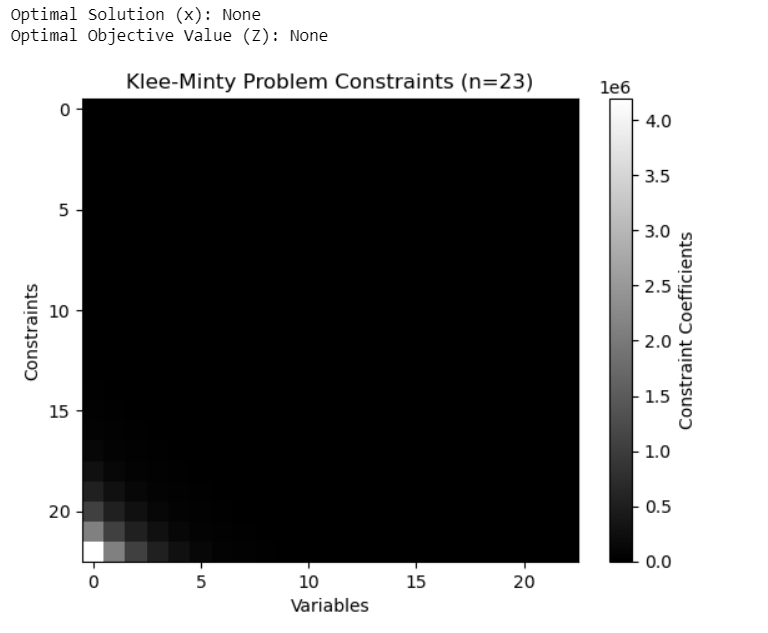 Optimal Solution (x): None
Optimal Objective Value (Z): None
Klee-Minty Problem Constraints (n=23)
1e6
0
5
10
15
20
Constraints
0
5
10
15
20
Variables
4.0
3.5
3.0
2.5
2.0
1.5
1.0
0.5
0.0
Constraint Coefficients